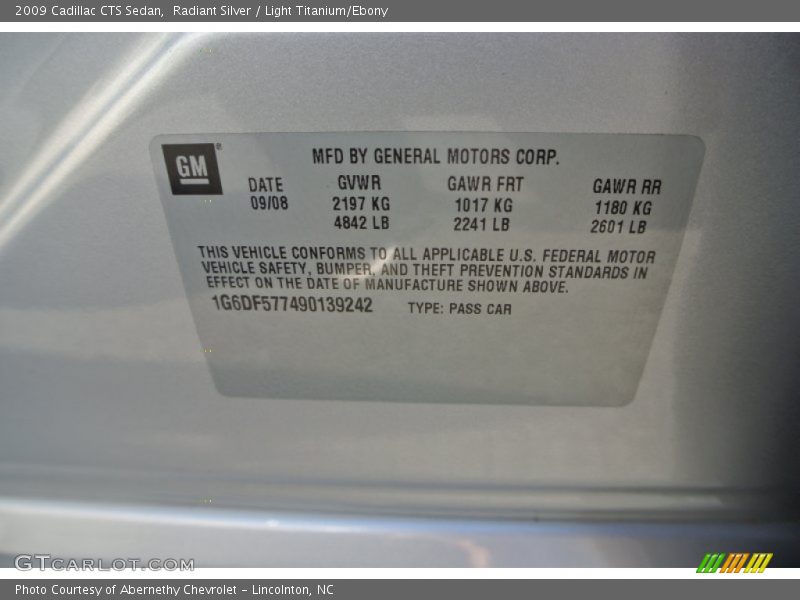 2009 Cadillac CTS Sedan, Radiant Silver / Light Titanium/Ebony
GM®
MFD BY GENERAL MOTORS CORP.
DATE GVWR GAWR FRT GAWR RR
09/08 2197 KG 1017 KG 1180 KG
4842 LB 2241 LB 2601 LB
THIS VEHICLE CONFORMS TO ALL APPLICABLE U.S. FEDERAL MOTOR
VEHICLE SAFETY, BUMPER, AND THEFT PREVENTION STANDARDS IN
EFFECT ON THE DATE OF MANUFACTURE SHOWN ABOVE.
1G6DF577490139242 TYPE: PASS CAR
GTCARLOT.COM
Photo Courtesy of Abernethy Chevrolet – Lincolnton, NC